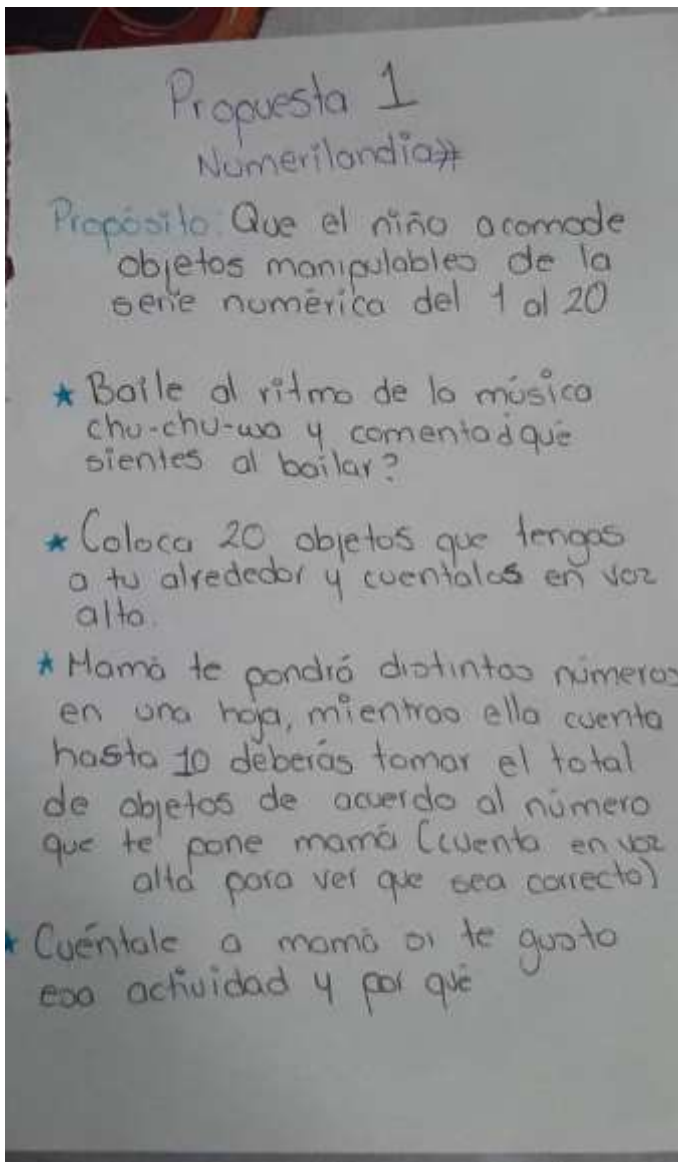 Propuesta 1
Numerilandia#
Propósito: Que el niño acomode
objetos manipulables de la
serie numérica del 1 al 20
★ Baile al ritmo de la música
chu-chu-wa y comenta ¿qué
sientes al bailar?
★ Coloca 20 objetos que tengas
a tu alrededor y cuentalos en voz
alta.
★ Mamá te pondrá distintos números
en una hoja, mientras ella cuenta
hasta 10 deberás tomar el total
de objetos de acuerdo al número
que te pone mamá (cuenta en voz
alta para ver que sea correcto)
★ Cuéntale a mamá si te gusto
esa actividad y por qué